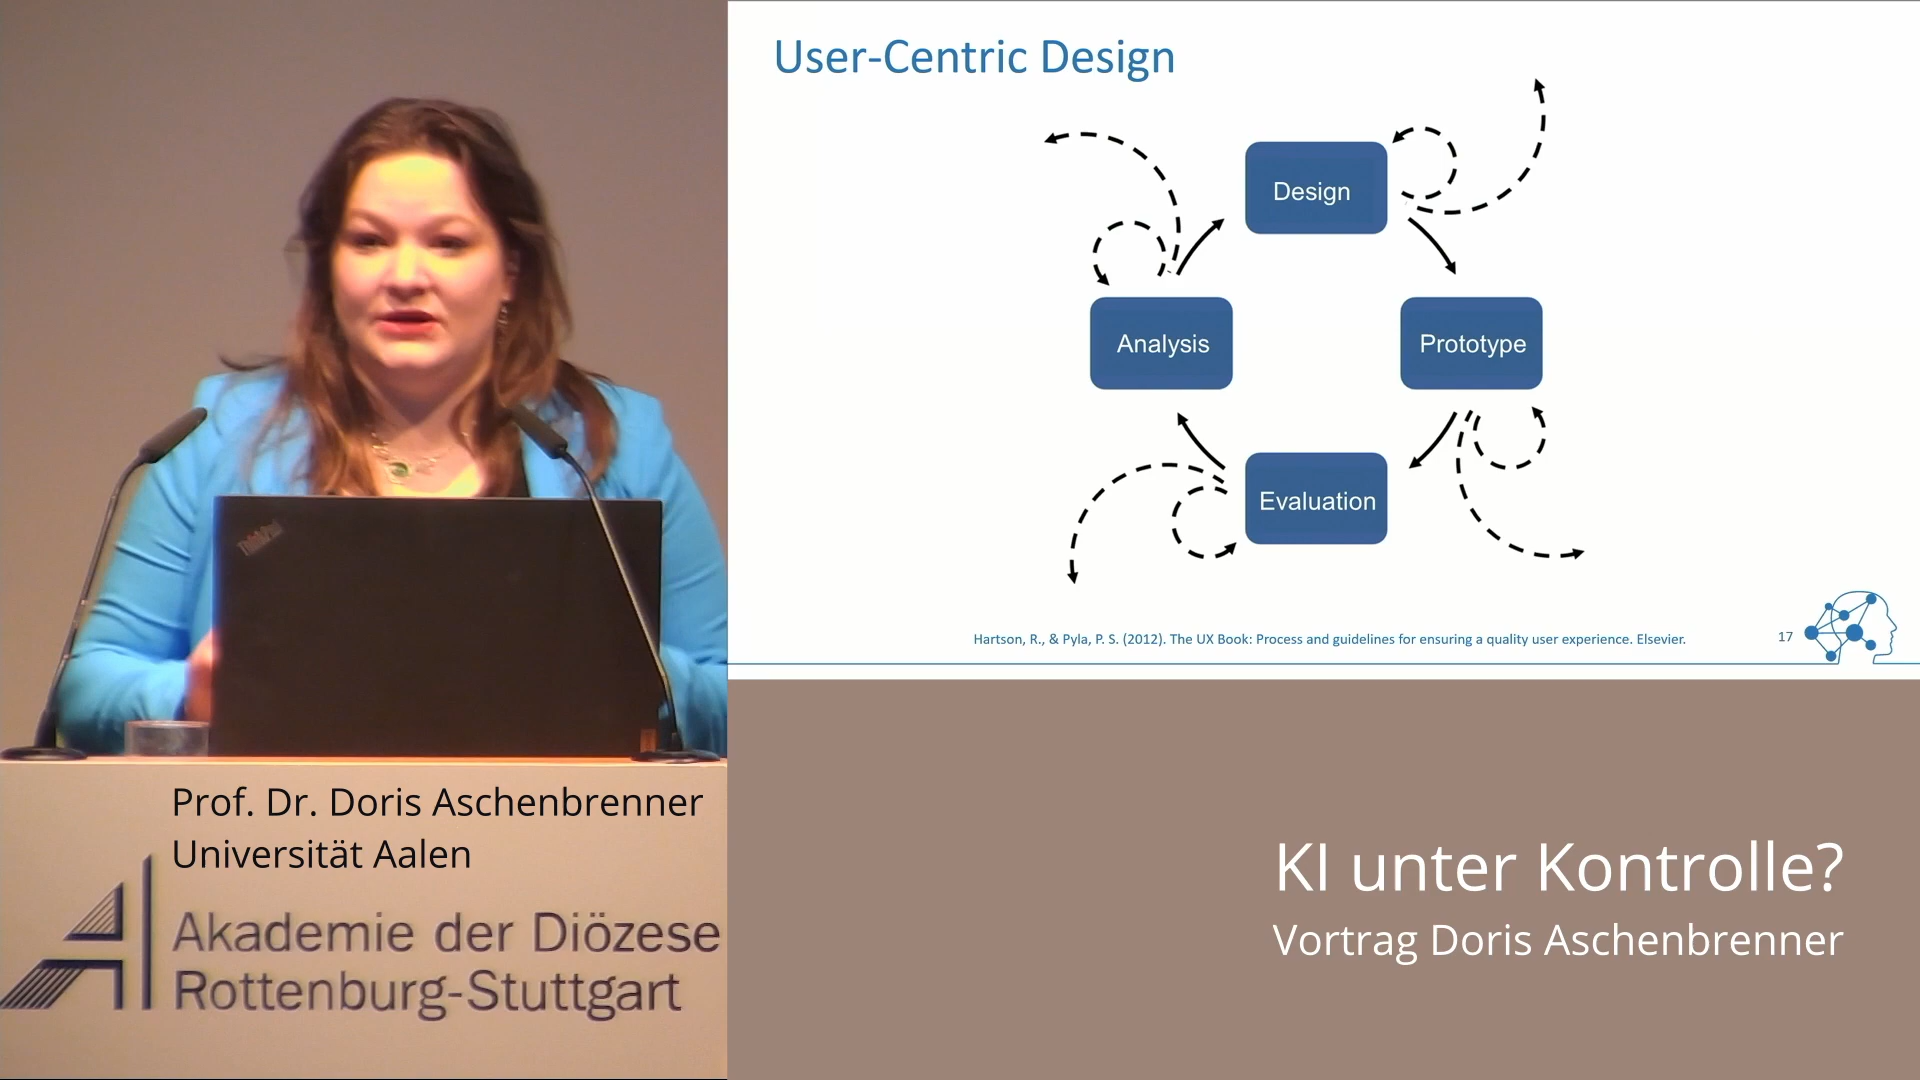 User-Centric Design
Design
Analysis
Prototype
Evaluation
Hartson, R., & Pyla, P. S. (2012). The UX Book: Process and guidelines for ensuring a quality user experience. Elsevier.
17
ThinkPad
Prof. Dr. Doris Aschenbrenner
Universität Aalen
Akademie der Diözese
Rottenburg-Stuttgart
KI unter Kontrolle?
Vortrag Doris Aschenbrenner